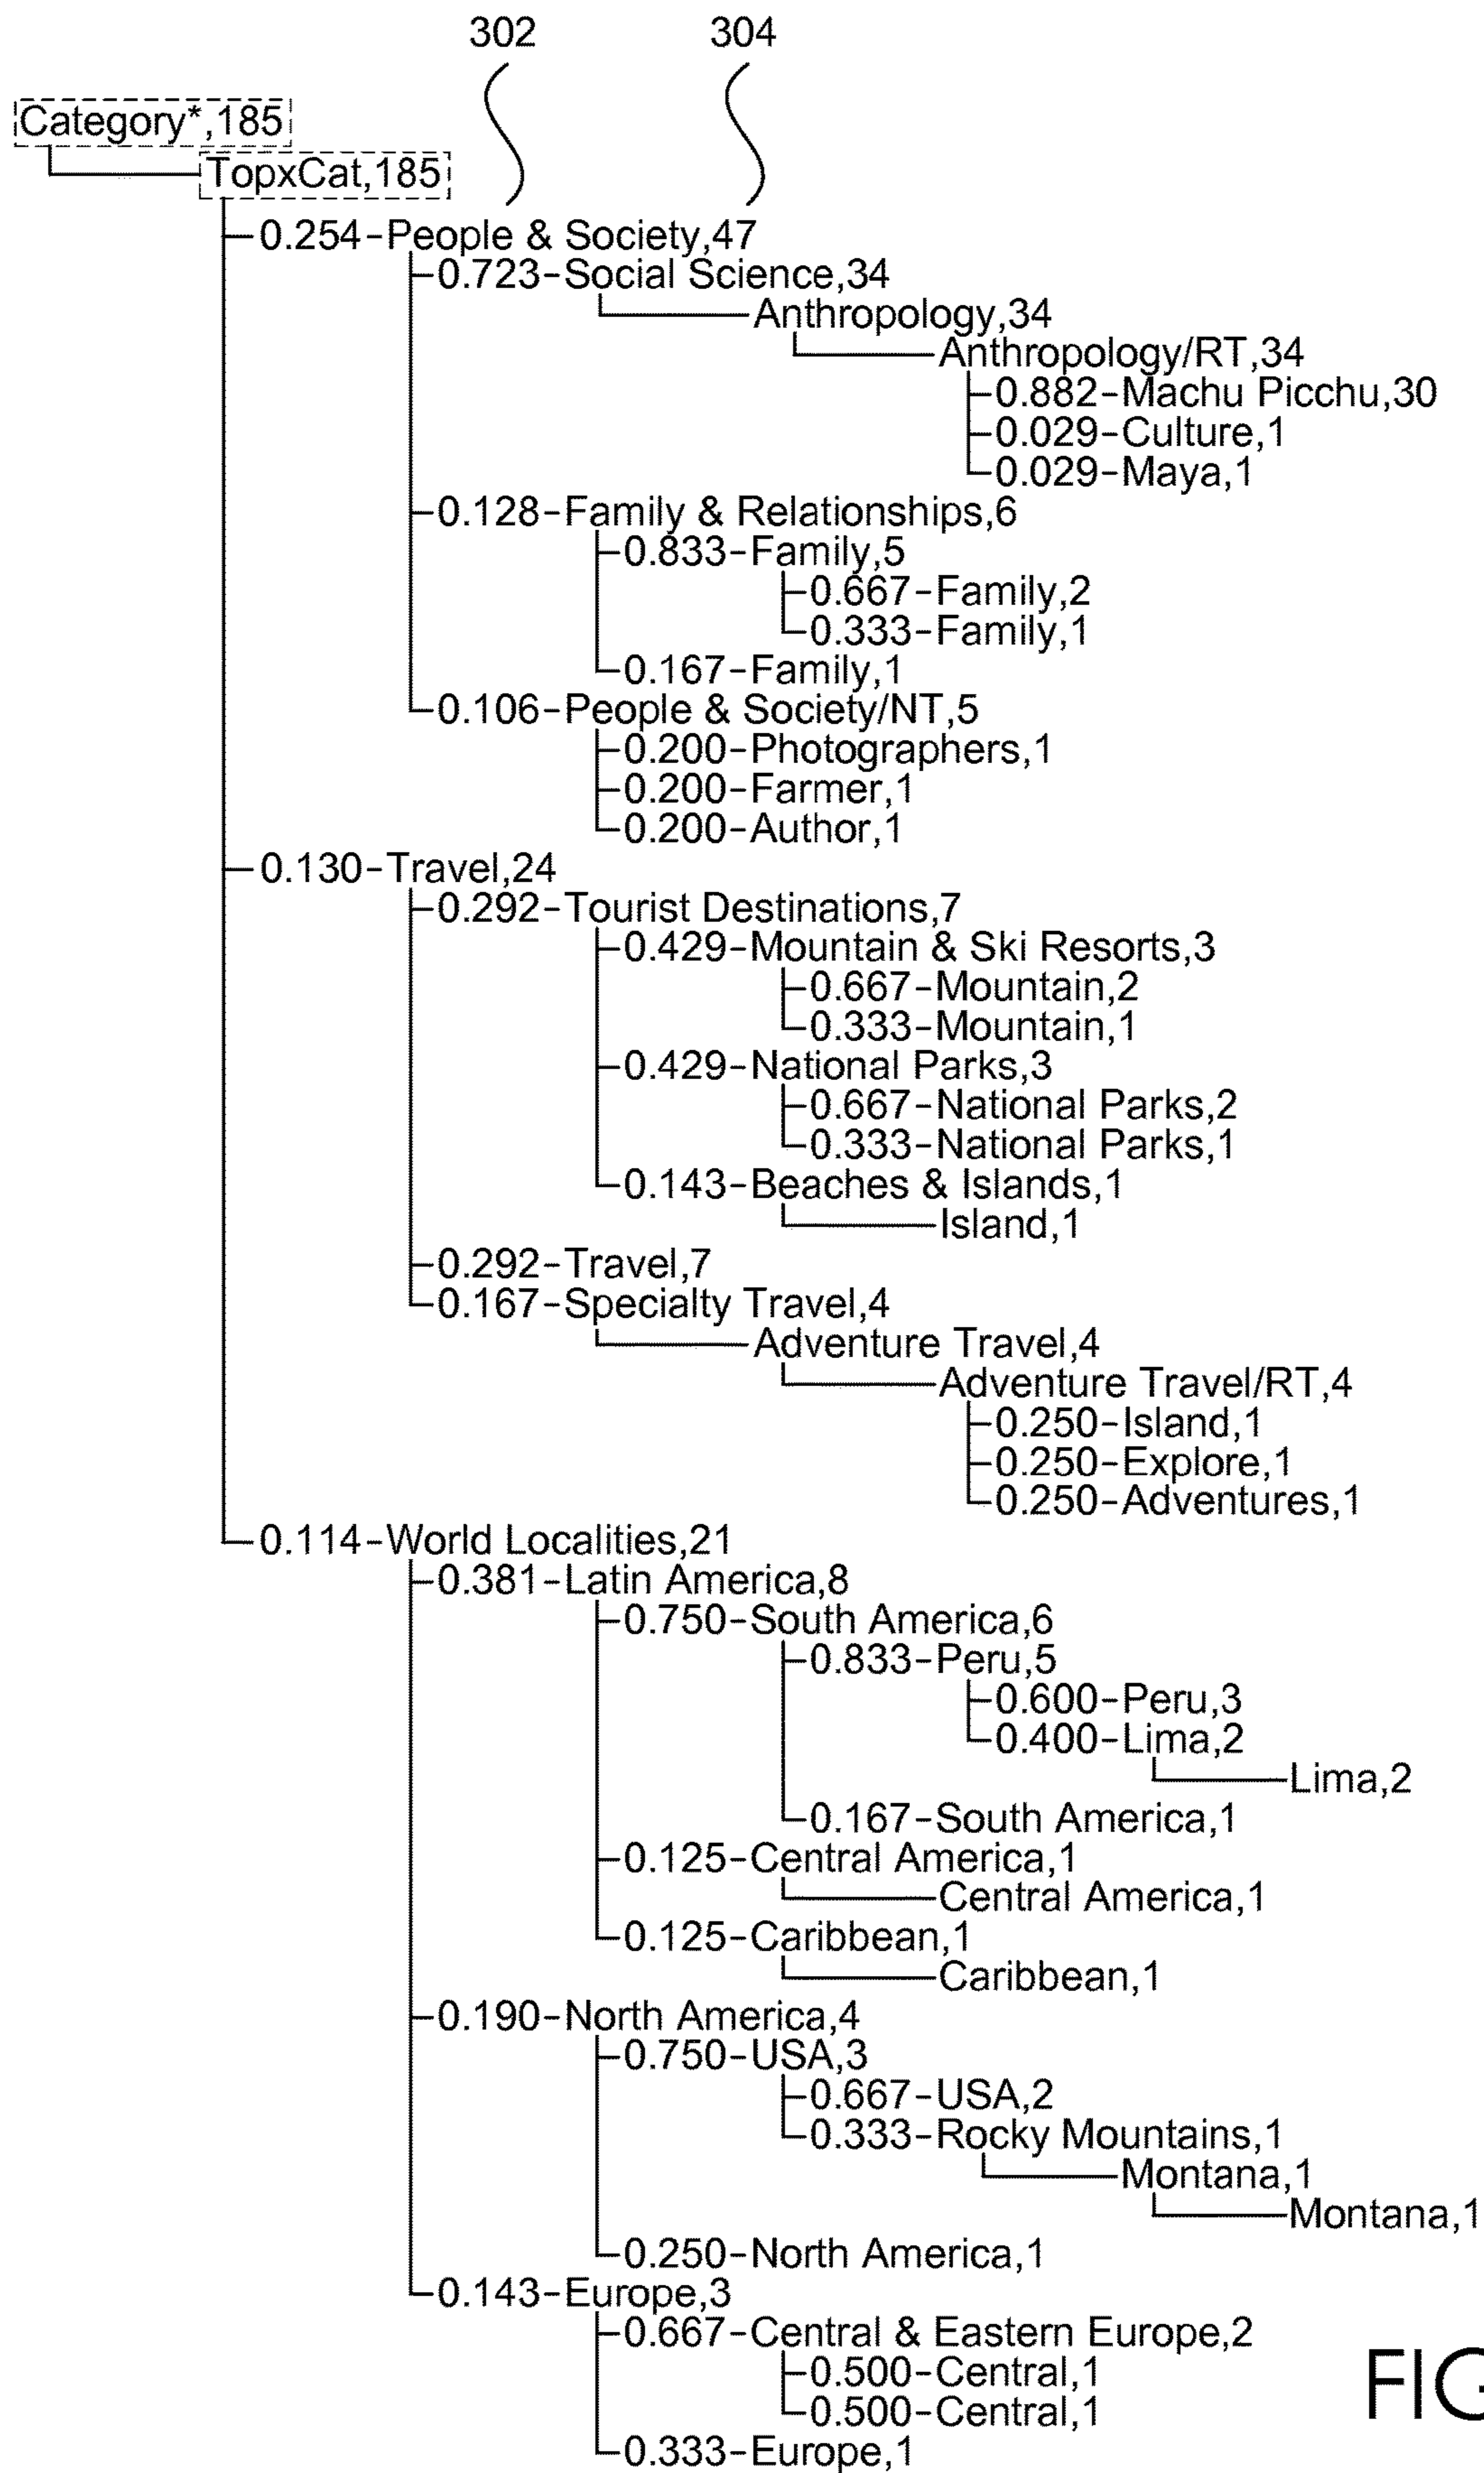 302 304
Category*,185
TopxCat,185
0.254-People & Society,47
0.723-Social Science,34
Anthropology,34
Anthropology/RT,34
0.882-Machu Picchu,30
0.029-Culture,1
0.029-Maya,1
0.128-Family & Relationships,6
0.833-Family,5
0.667-Family,2
0.333-Family,1
0.167-Family,1
0.106-People & Society/NT,5
0.200-Photographers,1
0.200-Farmer,1
0.200-Author,1
0.130-Travel,24
0.292-Tourist Destinations,7
0.429-Mountain & Ski Resorts,3
0.667-Mountain,2
0.333-Mountain,1
0.429-National Parks,3
0.667-National Parks,2
0.333-National Parks,1
0.143-Beaches & Islands,1
Island,1
0.292-Travel,7
0.167-Specialty Travel,4
Adventure Travel,4
Adventure Travel/RT,4
0.250-Island,1
0.250-Explore,1
0.250-Adventures,1
0.114-World Localities,21
0.381-Latin America,8
0.750-South America,6
0.833-Peru,5
0.600-Peru,3
0.400-Lima,2
Lima,2
0.167-South America,1
0.125-Central America,1
Central America,1
0.125-Caribbean,1
Caribbean,1
0.190-North America,4
0.750-USA,3
0.667-USA,2
0.333-Rocky Mountains,1
Montana,1
Montana,1
0.250-North America,1
0.143-Europe,3
0.667-Central & Eastern Europe,2
0.500-Central,1
0.500-Central,1
0.333-Europe,1
FIG